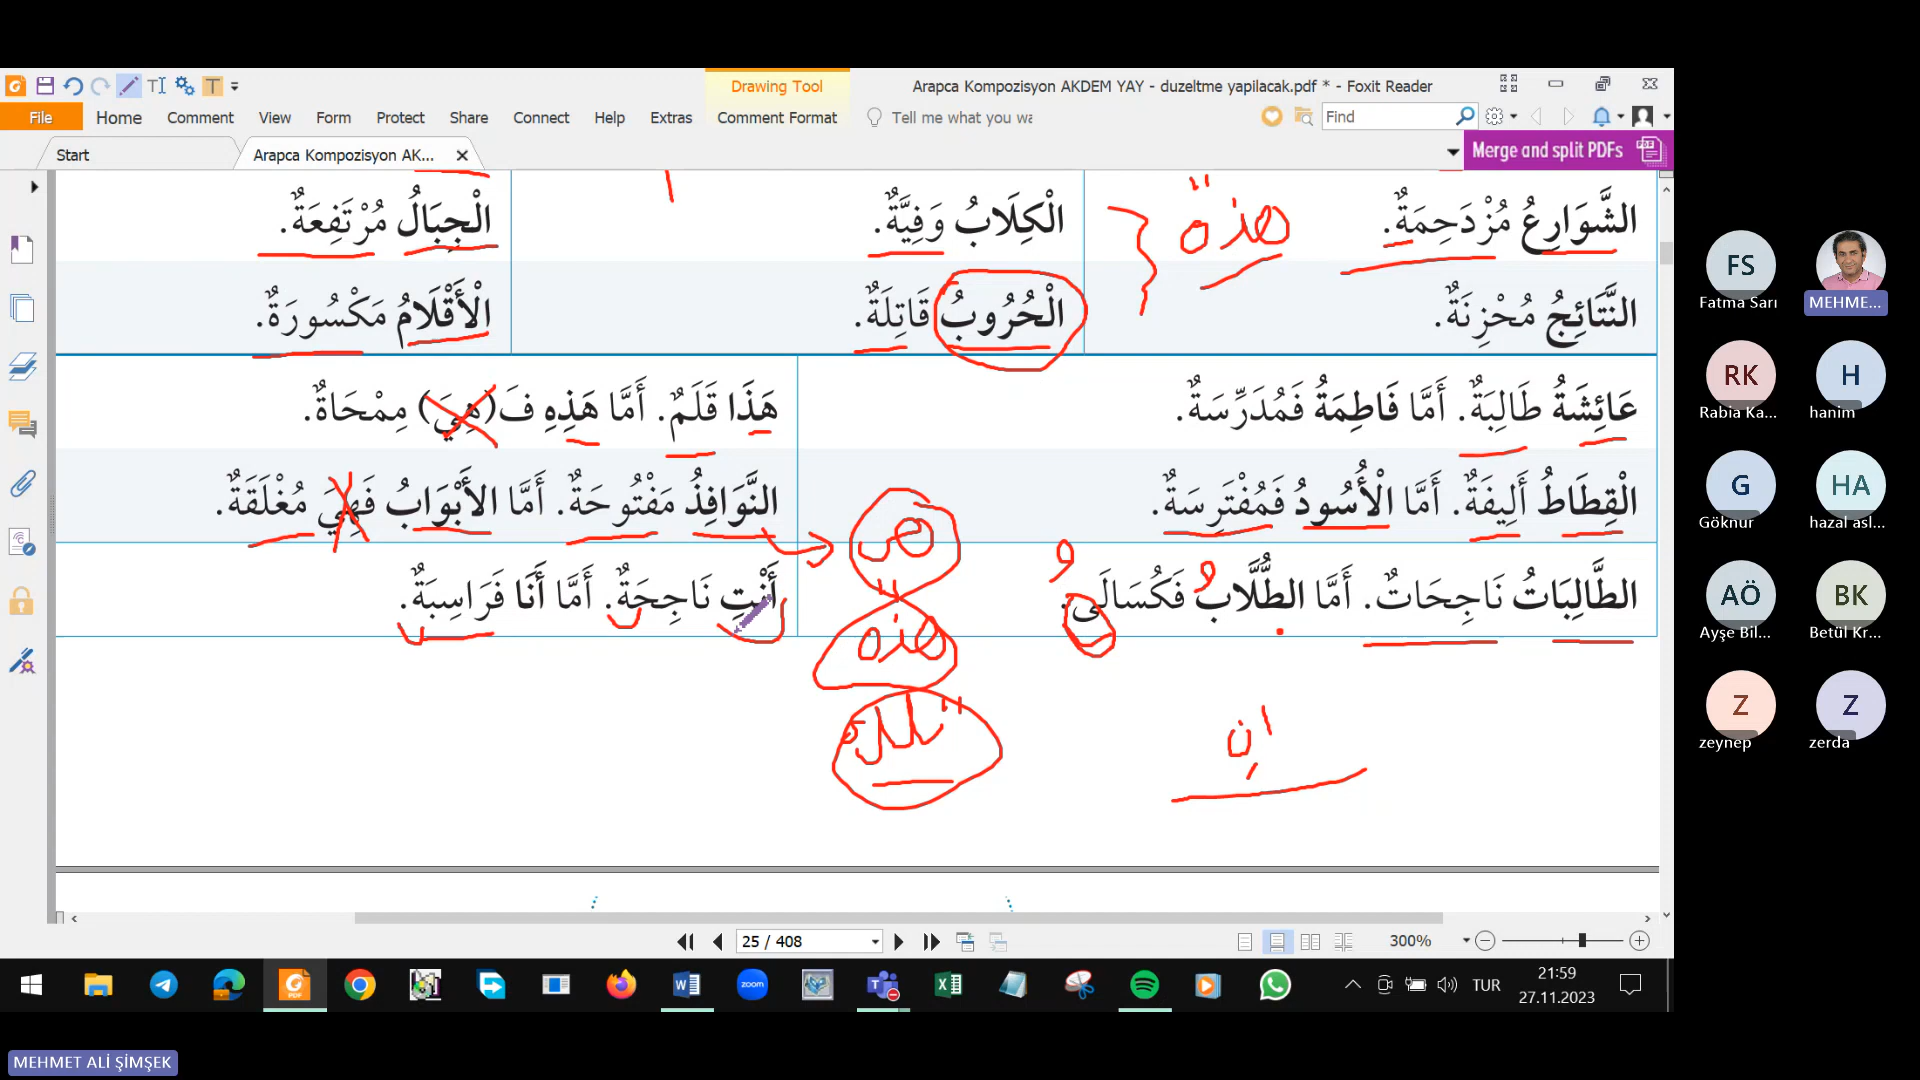 Drawing Tool
Arapca Kompozisyon AKDEM YAY - duzeltme yapilacak.pdf * - Foxit Reader
File Home Comment View Form Protect Share Connect Help Extras Comment Format Tell me what you wa Find
Start Arapca Kompozisyon AK... Merge and split PDFs
الشَّوَارِعُ مُزْدَحِمَةٌ. هذه الْكِلَابُ وَفِيَّةٌ. الْجِبَالُ مُرْتَفِعَةٌ.
النَّتَائِجُ مُحْزِنَةٌ. الْحُرُوبُ قَاتِلَةٌ. الْأَقْلَامُ مَكْسُورَةٌ.
عَائِشَةُ طَالِبَةٌ. أَمَّا فَاطِمَةُ فَمُدَرِّسَةٌ. هَذَا قَلَمٌ. أَمَّا هَذِهِ فَ(هِيَ) مِمْحَاةٌ.
الْقِطَاطُ أَلِيفَةٌ. أَمَّا الْأُسُودُ فَمُفْتَرِسَةٌ. النَّوَافِذُ مَفْتُوحَةٌ. أَمَّا الأَبْوَابُ فَهِيَ مُغْلَقَةٌ.
هي
الطَّالِبَاتُ نَاجِحَاتٌ. أَمَّا الطُّلَّابُ فَكُسَالَى. أَنْتِ نَاجِحَةٌ. أَمَّا أَنَا فَرَاسِبَةٌ.
هذه
تلك
25 / 408
300%
FS
Fatma Sarı MEHME...
RK H
Rabia Ka... hanim
G HA
Göknur hazal asl...
AÖ BK
Ayşe Bil... Betül Kr...
Z Z
zeynep zerda
zoom
TUR
21:59
27.11.2023
MEHMET ALİ ŞİMŞEK